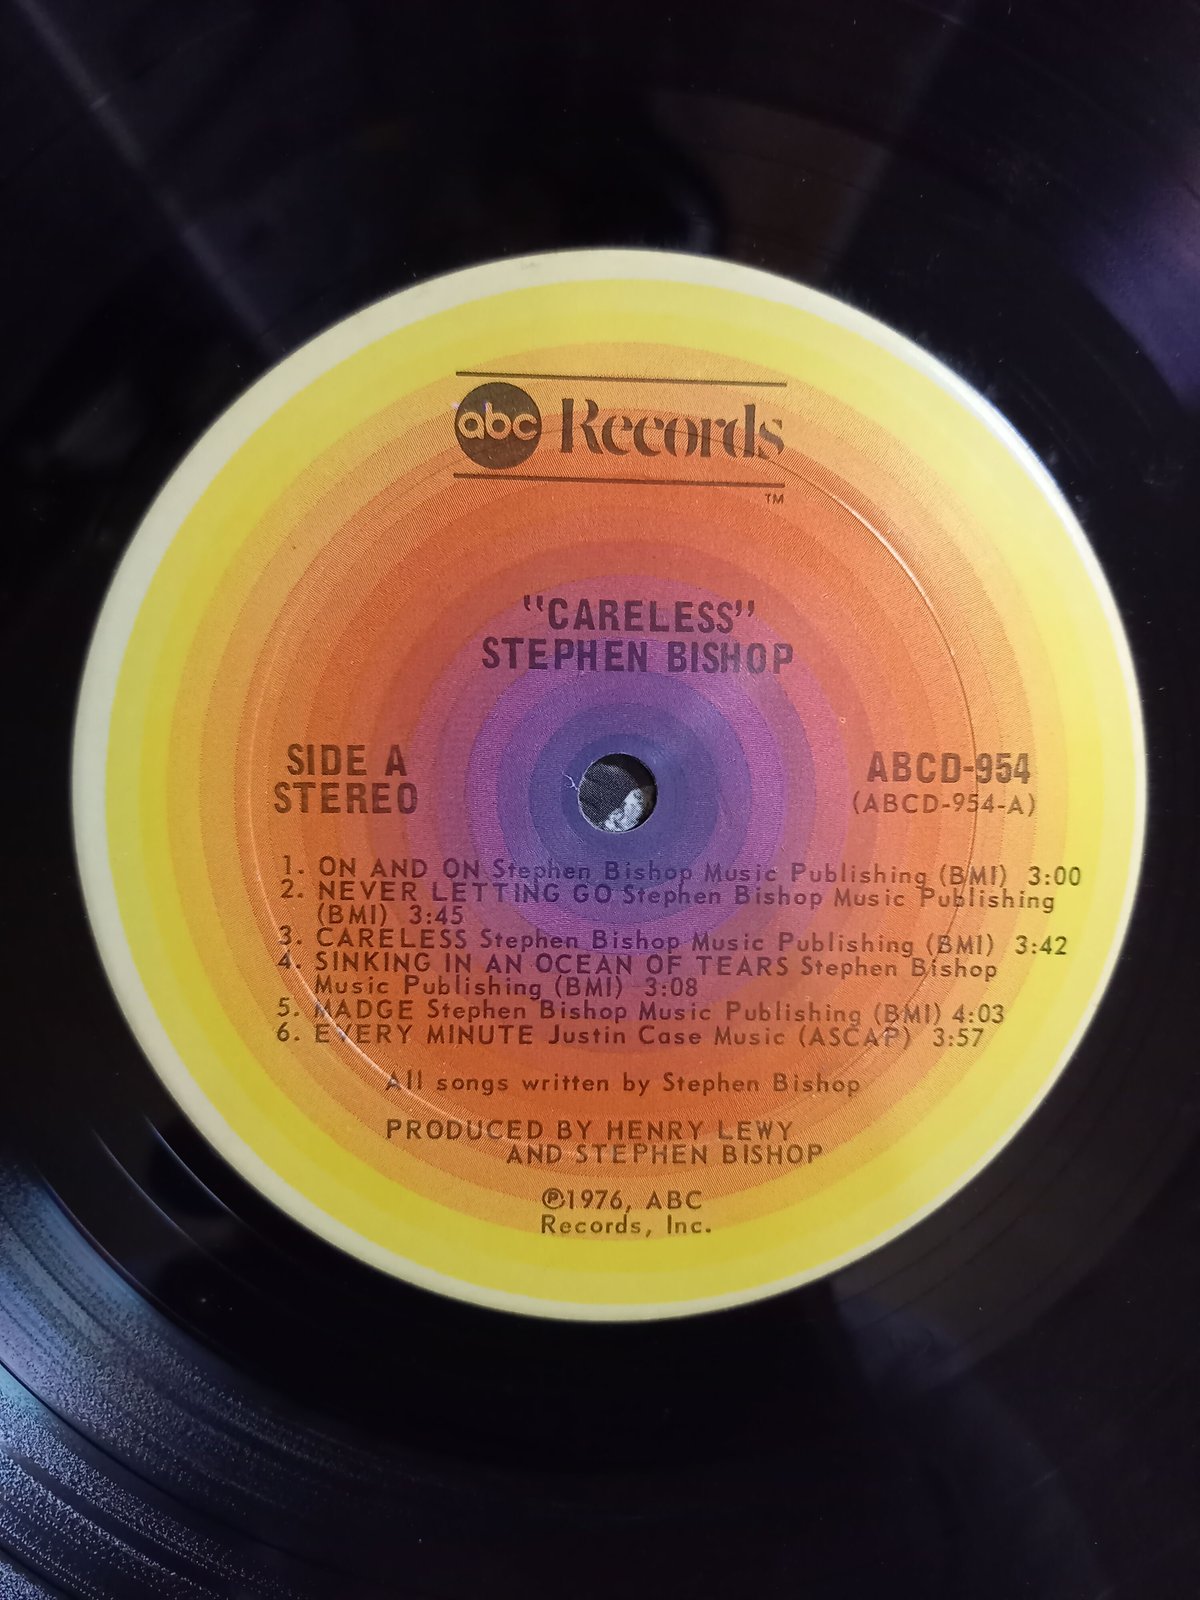 abc Records
TM
"CARELESS"
STEPHEN BISHOP
SIDE A
STEREO
ABCD-954
(ABCD-954-A)
1. ON AND ON Stephen Bishop Music Publishing (BMI) 3:00
2. NEVER LETTING GO Stephen Bishop Music Publishing
(BMI) 3:45
3. CARELESS Stephen Bishop Music Publishing (BMI) 3:42
4. SINKING IN AN OCEAN OF TEARS Stephen Bishop
Music Publishing (BMI) 3:08
5. MADGE Stephen Bishop Music Publishing (BMI) 4:03
6. EVERY MINUTE Justin Case Music (ASCAP) 3:57
All songs written by Stephen Bishop
PRODUCED BY HENRY LEWY
AND STEPHEN BISHOP
℗1976, ABC
Records, Inc.